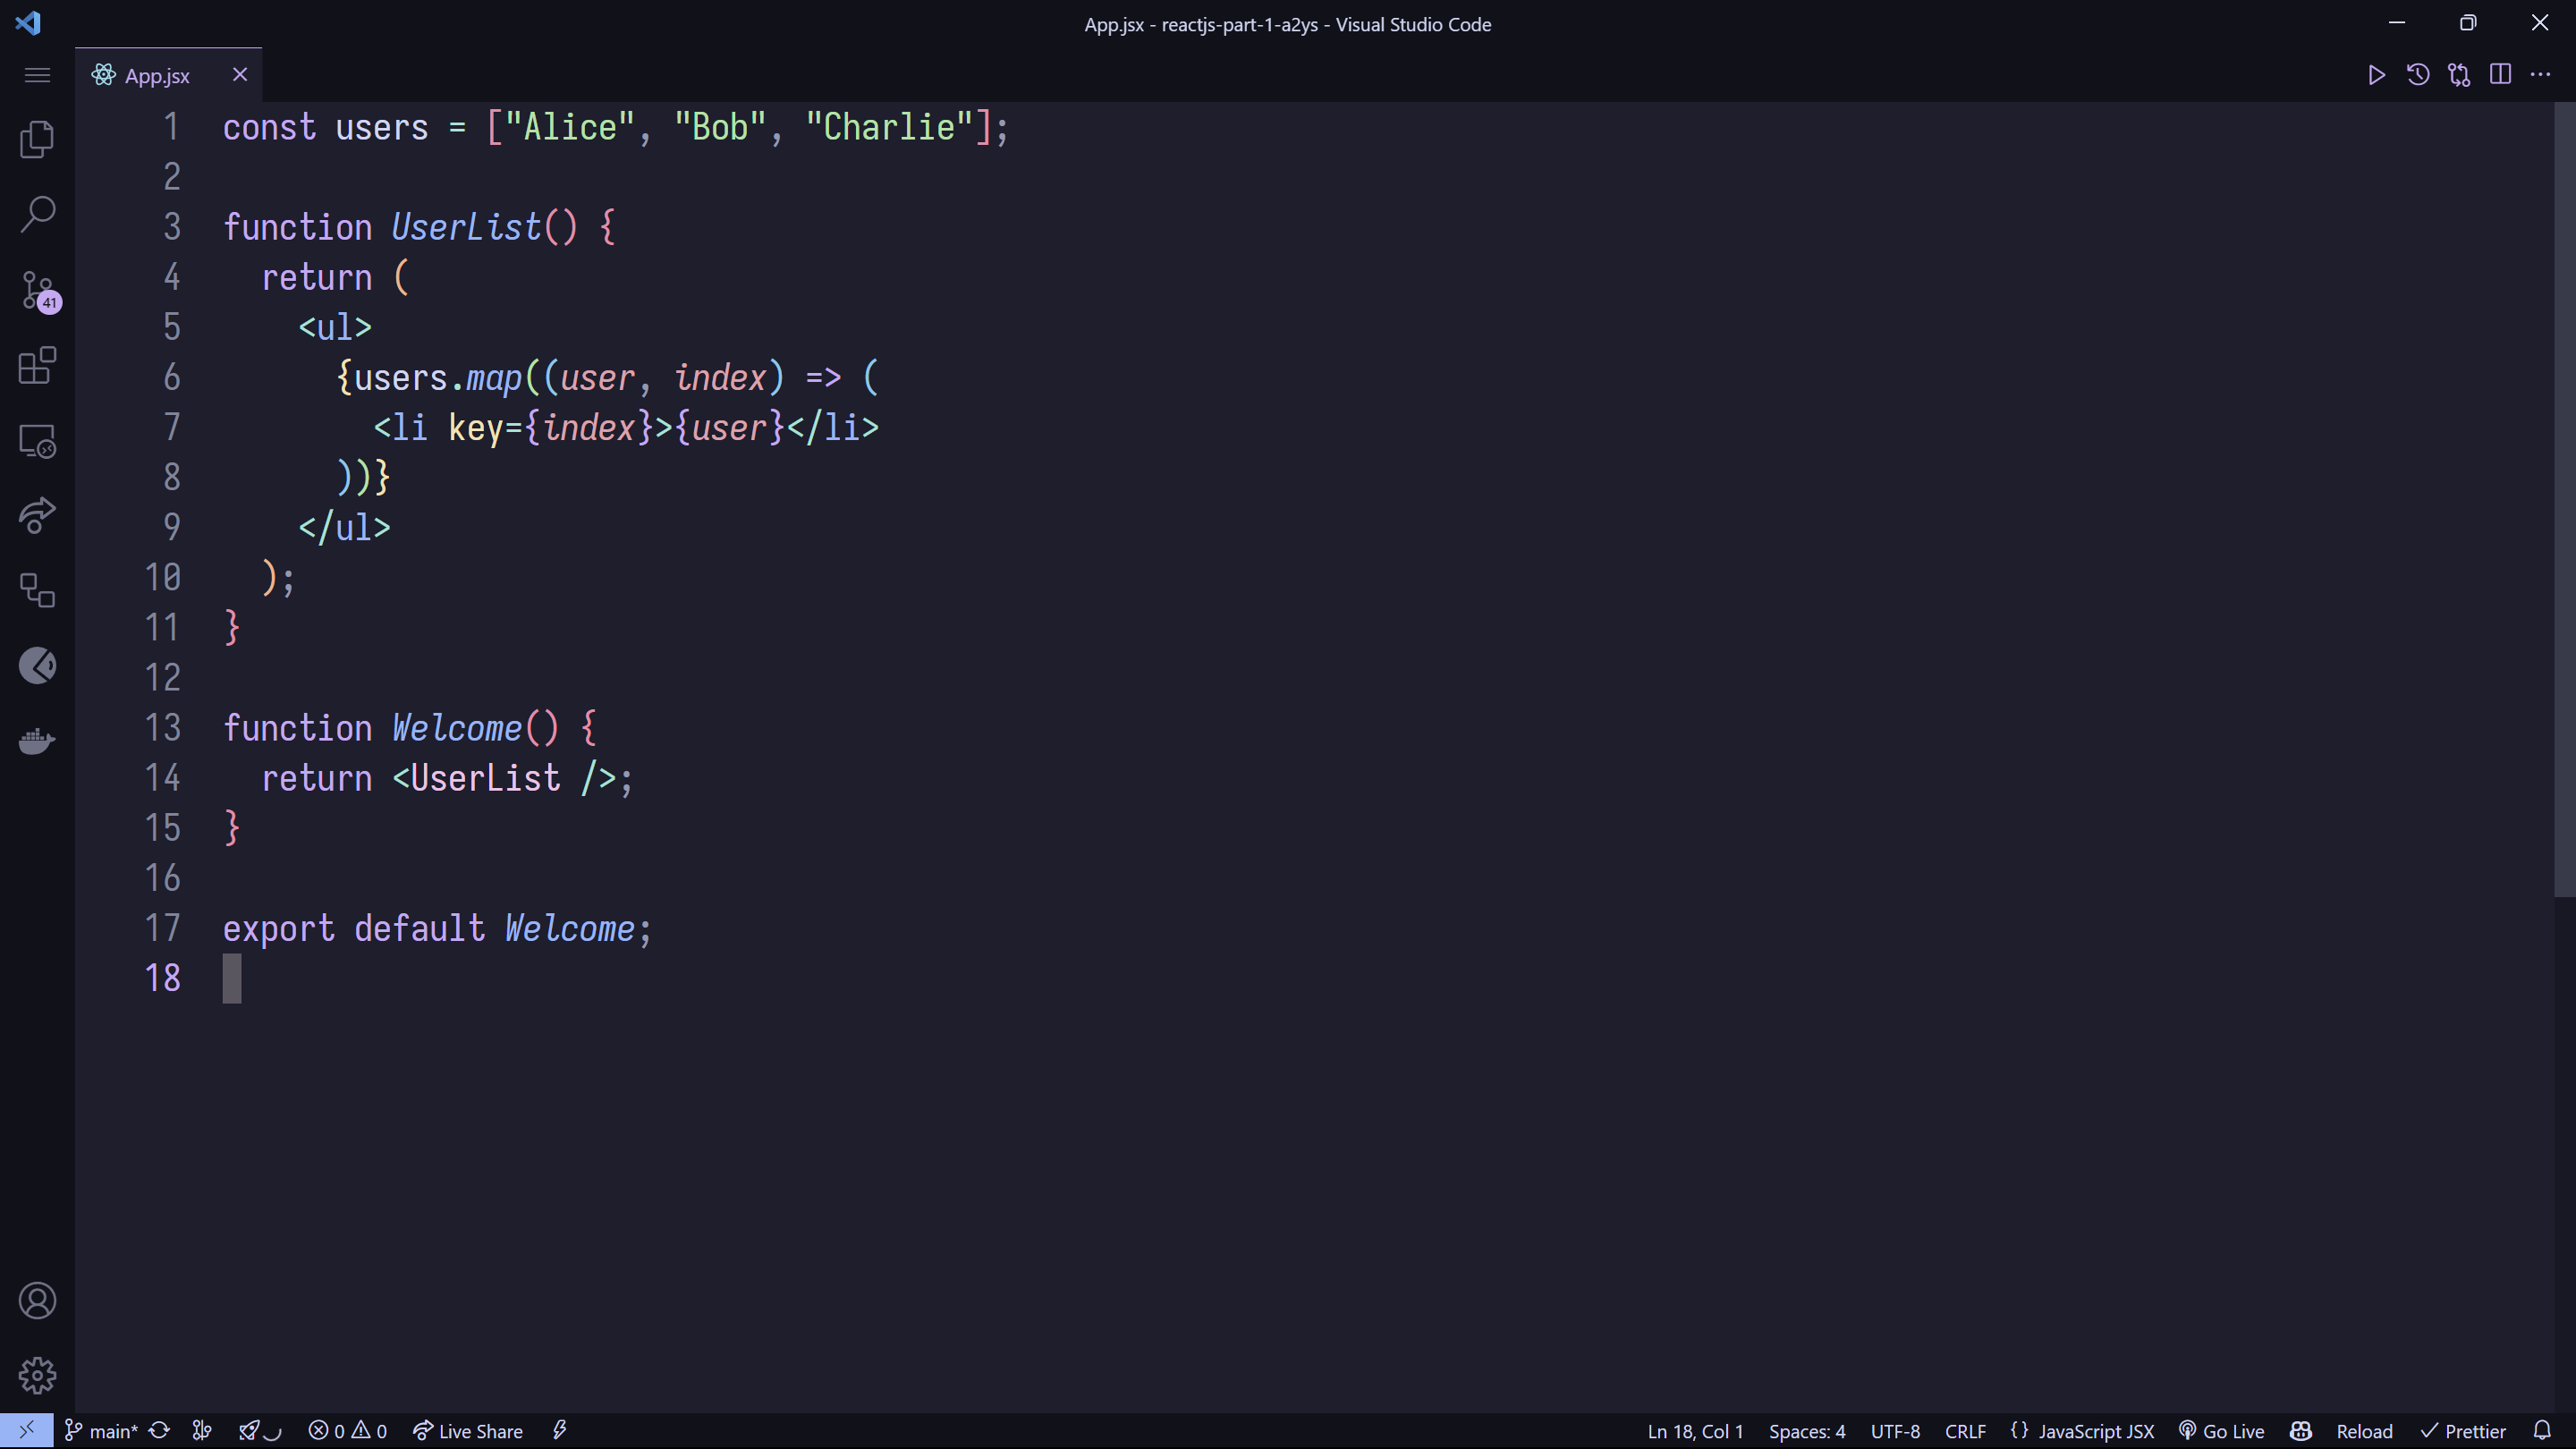 App.jsx - reactjs-part-1-a2ys - Visual Studio Code
App.jsx
1 const users = ["Alice", "Bob", "Charlie"];
2
3 function UserList() {
4   return (
5     <ul>
6       {users.map((user, index) => (
7         <li key={index}>{user}</li>
8       ))}
9     </ul>
10   );
11 }
12
13 function Welcome() {
14   return <UserList />;
15 }
16
17 export default Welcome;
18
41
main* 0 0 Live Share Ln 18, Col 1 Spaces: 4 UTF-8 CRLF {} JavaScript JSX Go Live Reload Prettier